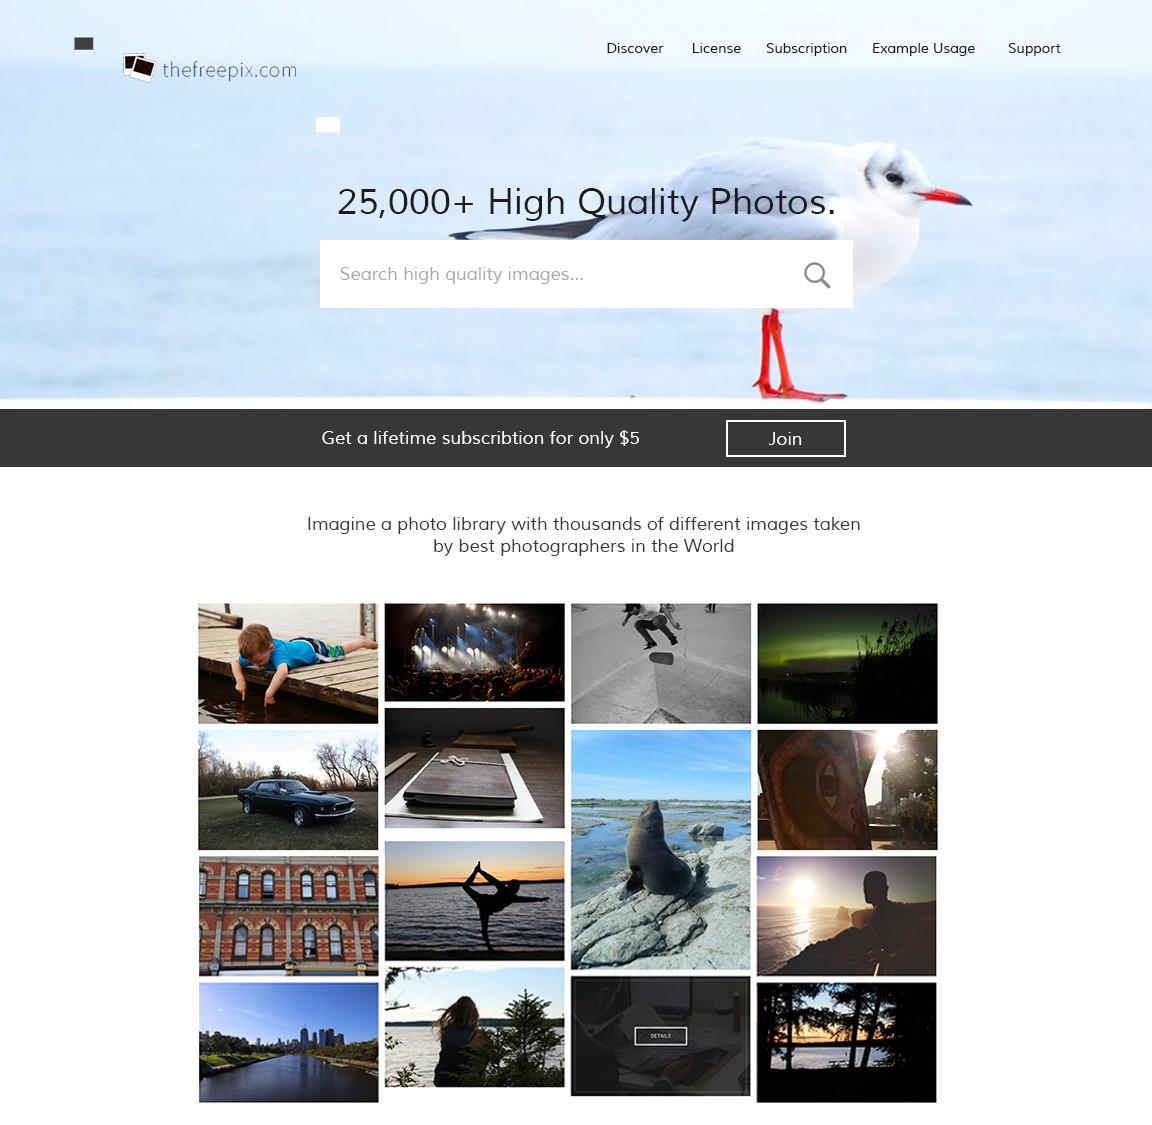 Discover License Subscription Example Usage Support
thefreepix.com
25,000+ High Quality Photos.
Search high quality images...
Get a lifetime subscribtion for only $5
Join
Imagine a photo library with thousands of different images taken
by best photographers in the World
DETAILS